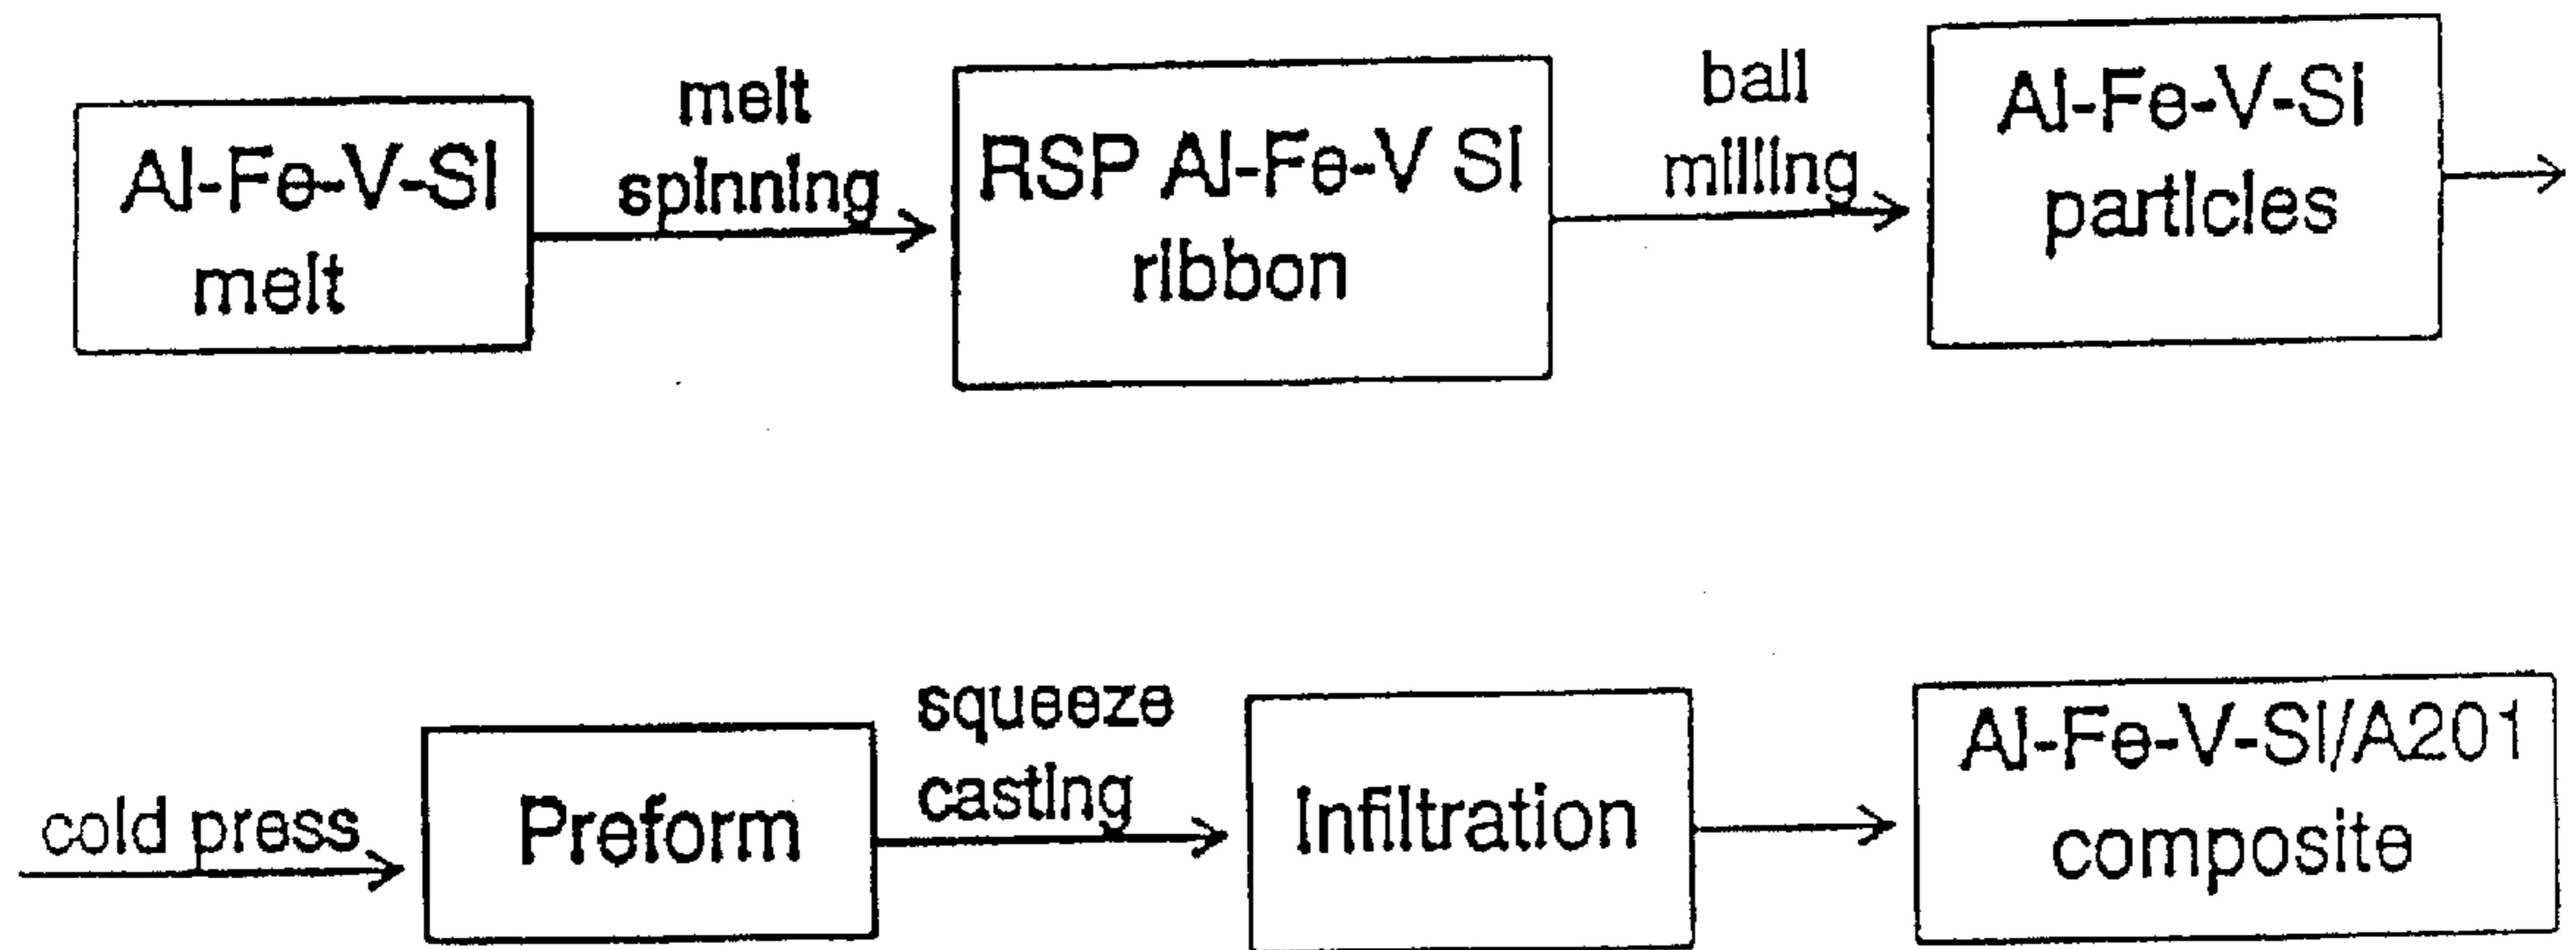 Al-Fe-V-Si
melt
melt
spinning
RSP Al-Fe-V Si
ribbon
ball
milling
Al-Fe-V-Si
particles
cold press
Preform
squeeze
casting
Infiltration
Al-Fe-V-Si/A201
composite